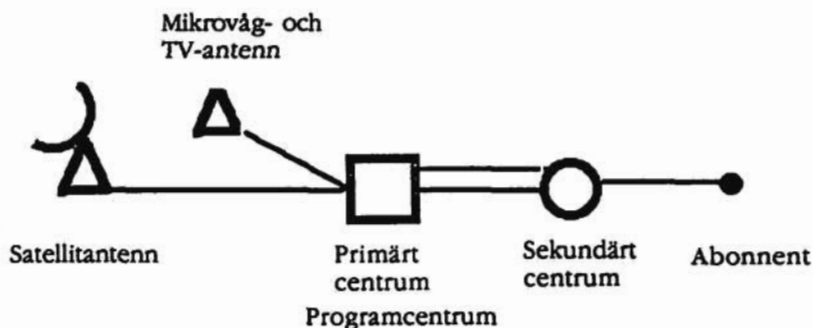 Mikrovåg- och
TV-antenn
Satellitantenn
Primärt
centrum
Sekundärt
centrum
Abonnent
Programcentrum